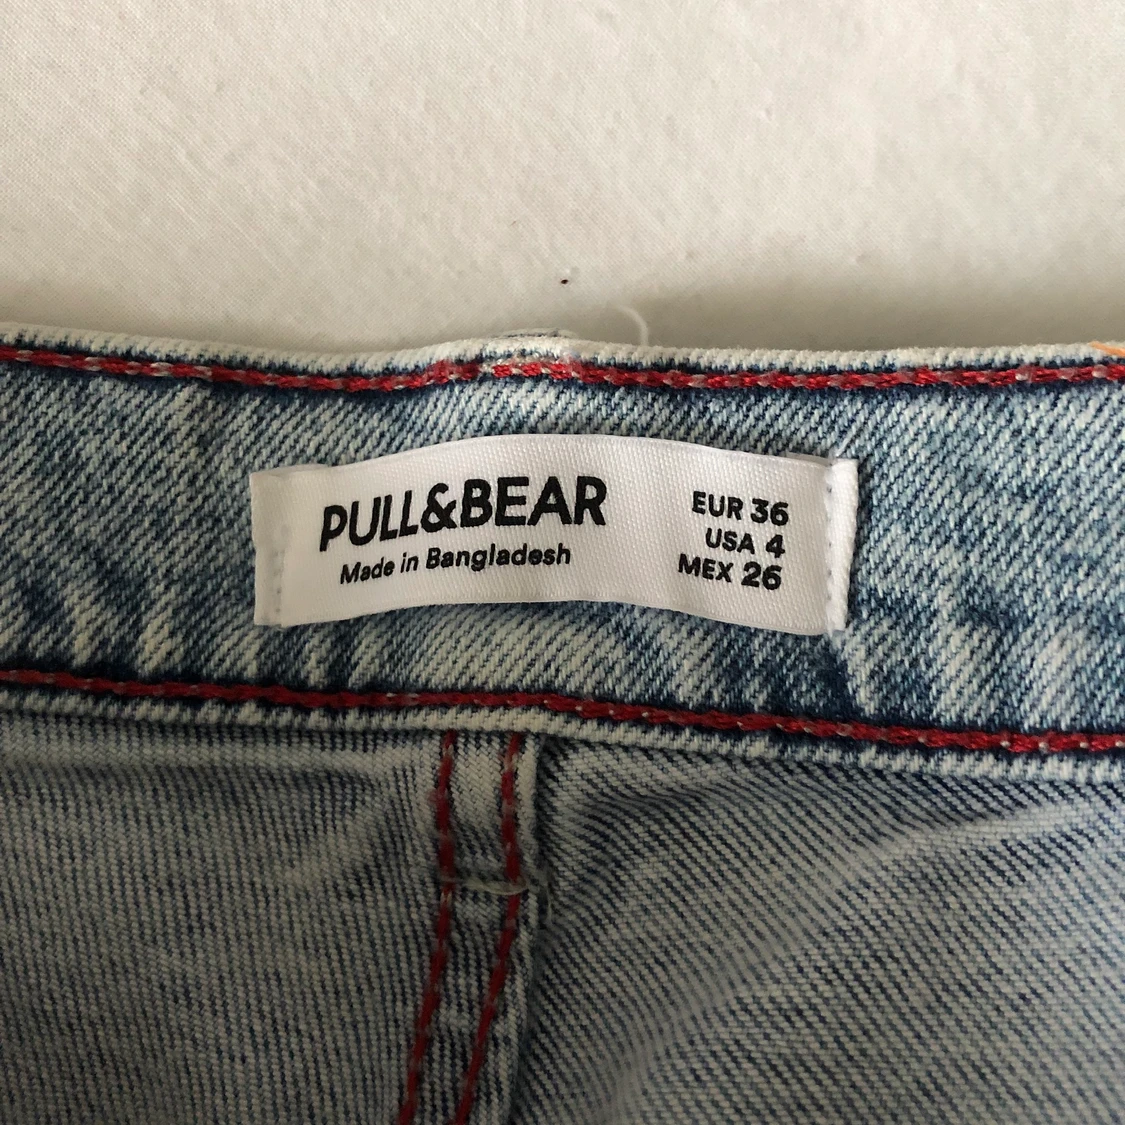 PULL&BEAR
Made in Bangladesh
EUR 36
USA 4
MEX 26